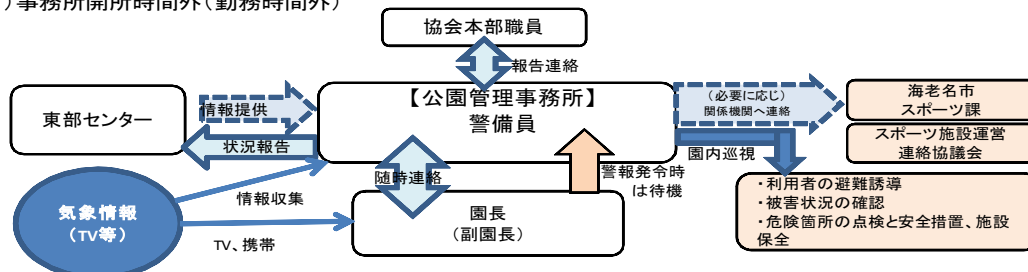 ）事務所開所時間外（勤務時間外）
協会本部職員
報告連絡
東部センター
情報提供
状況報告
【公園管理事務所】
警備員
（必要に応じ）
関係機関へ連絡
海老名市
スポーツ課
スポーツ施設運営
連絡協議会
園内巡視
随時連絡
警報発令時
は待機
情報収集
気象情報
（TV等）
TV、携帯
園長
（副園長）
・利用者の避難誘導
・被害状況の確認
・危険箇所の点検と安全措置、施設
保全